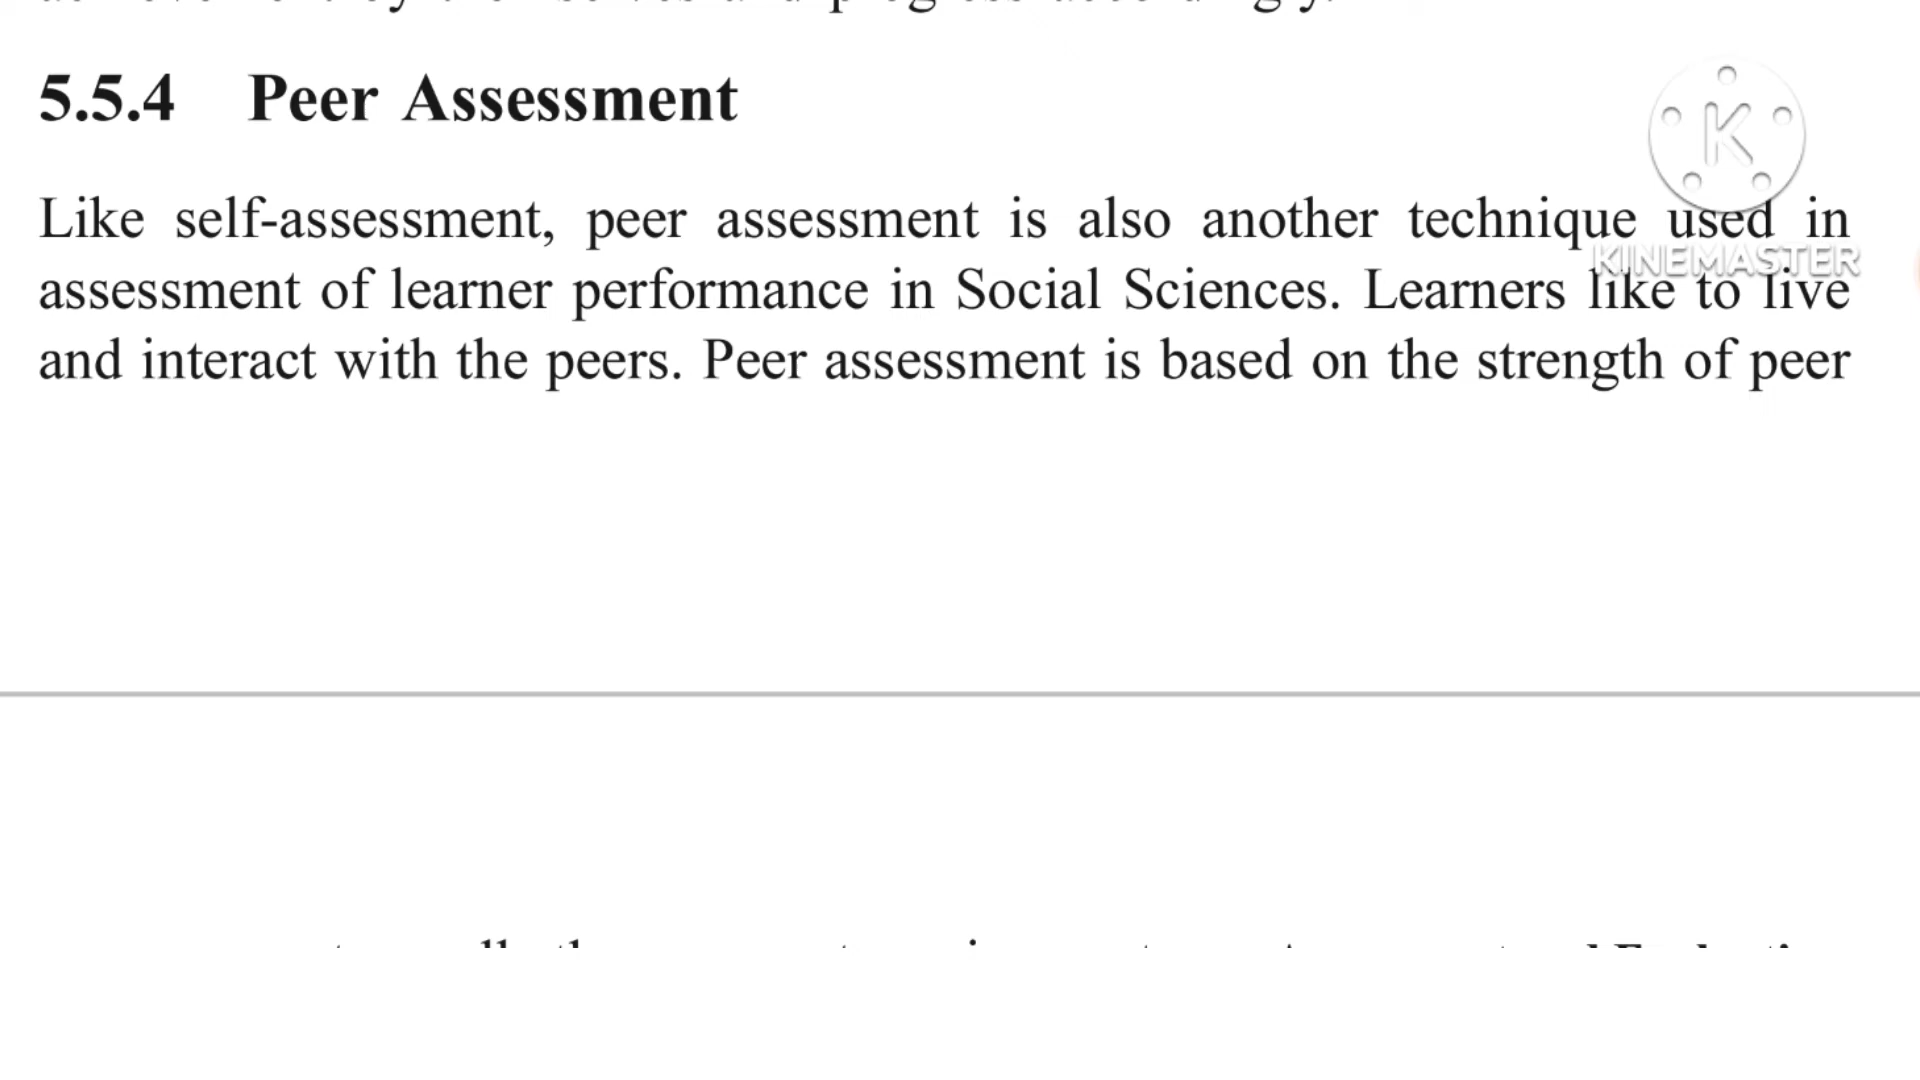 5.5.4 Peer Assessment
K
Like self-assessment, peer assessment is also another technique used in
KINEMASTER
assessment of learner performance in Social Sciences. Learners like to live
and interact with the peers. Peer assessment is based on the strength of peer